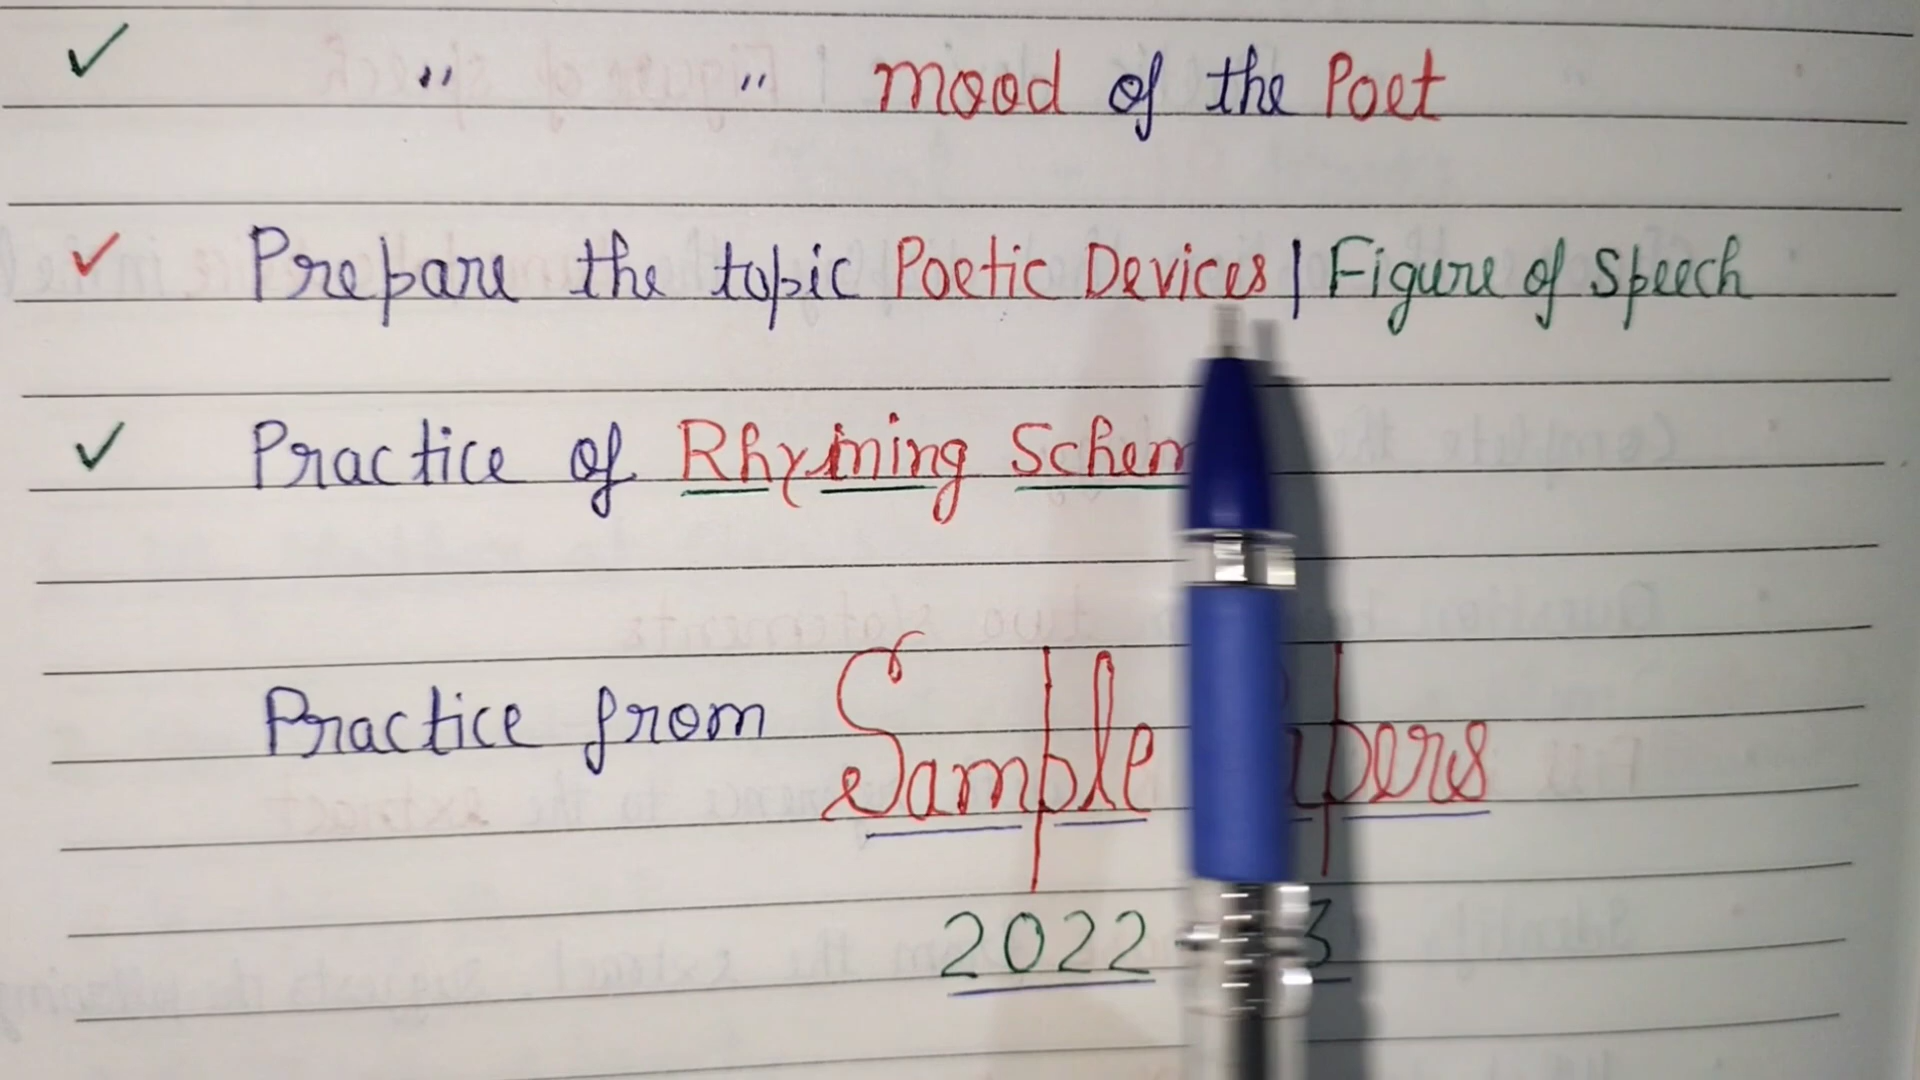 ✓ " " mood of the Poet
✓ Prepare the topic Poetic Devices | Figure of Speech
✓ Practice of Rhyming Schem
Practice from Sample
2022